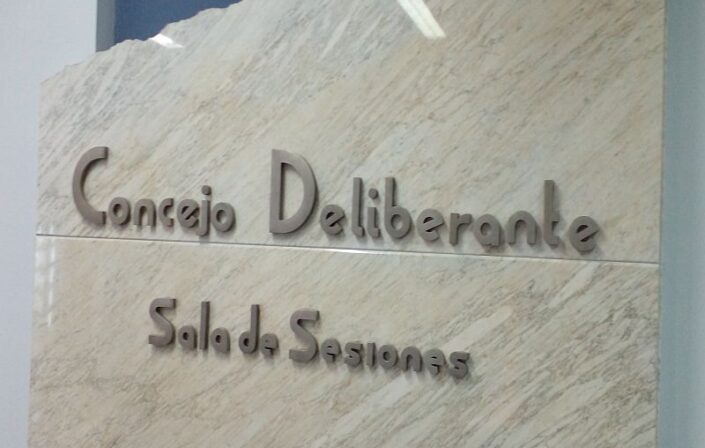 Concejo Deliberante
Sala de Sesiones